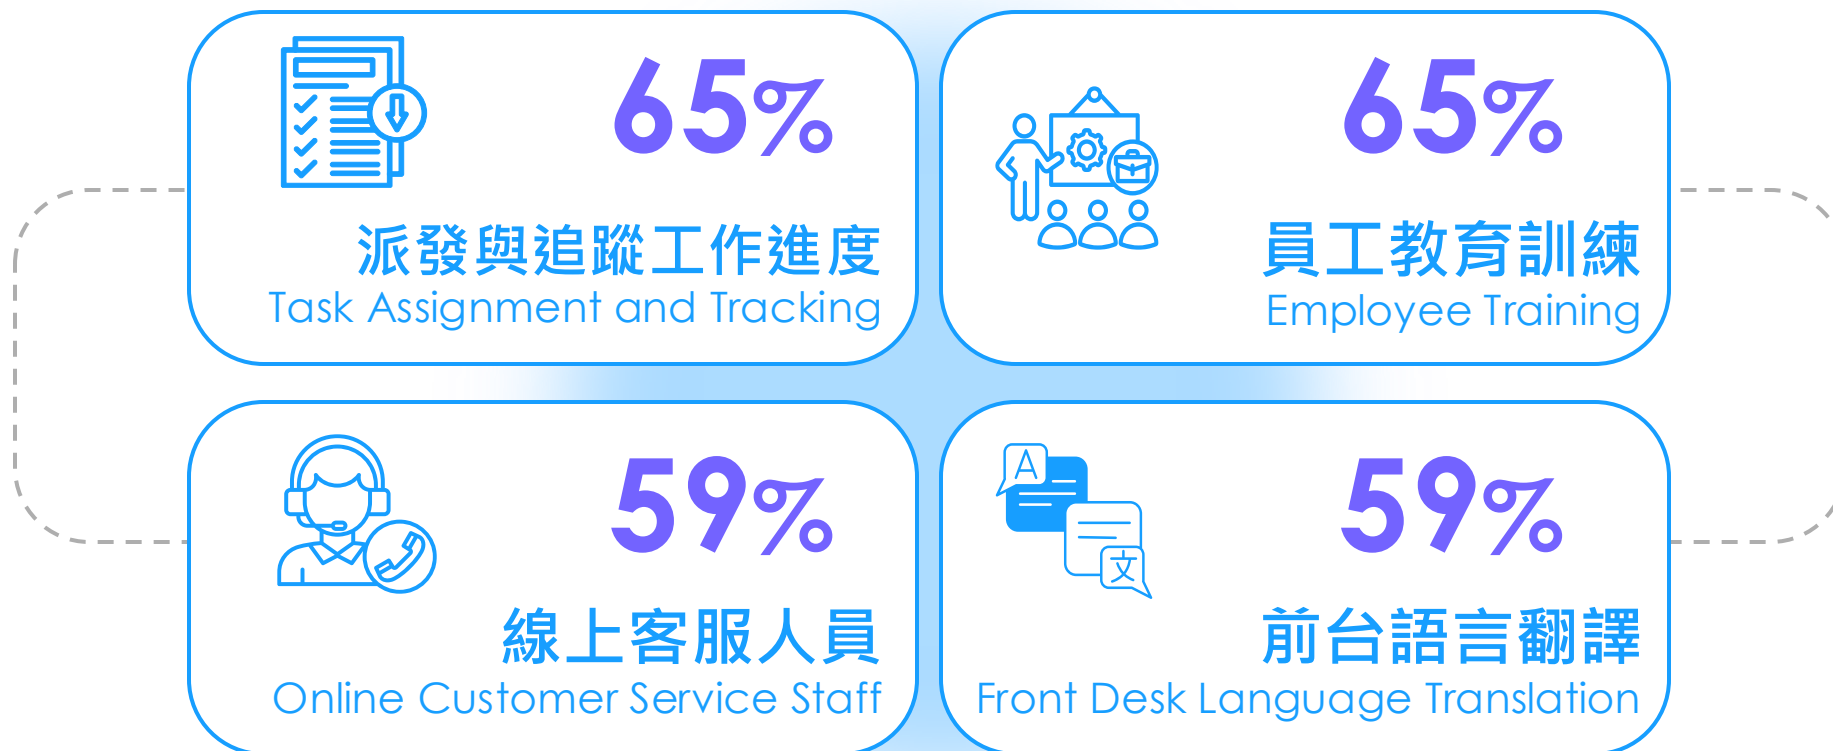 65%
派發與追蹤工作進度
Task Assignment and Tracking
65%
員工教育訓練
Employee Training
59%
線上客服人員
Online Customer Service Staff
A
文
59%
前台語言翻譯
Front Desk Language Translation